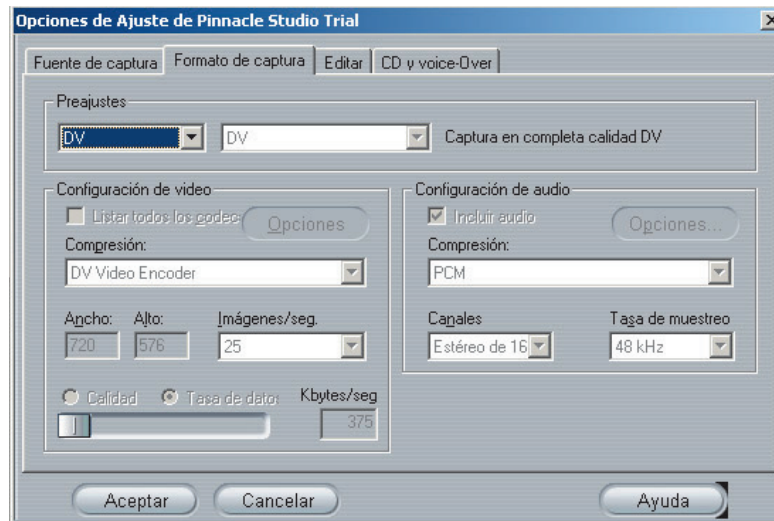 Opciones de Ajuste de Pinnacle Studio Trial
Fuente de captura Formato de captura Editar CD y voice-Over
Preajustes
DV DV Captura en completa calidad DV
Configuración de video Configuración de audio
Listar todos los codec Opciones Incluir audio Opciones...
Compresión: Compresión:
DV Video Encoder PCM
Ancho: Alto: Imágenes/seg. Canales Tasa de muestreo
720 576 25 Estéreo de 16 48 kHz
Calidad Tasa de dator Kbytes/seg
375
Aceptar Cancelar Ayuda